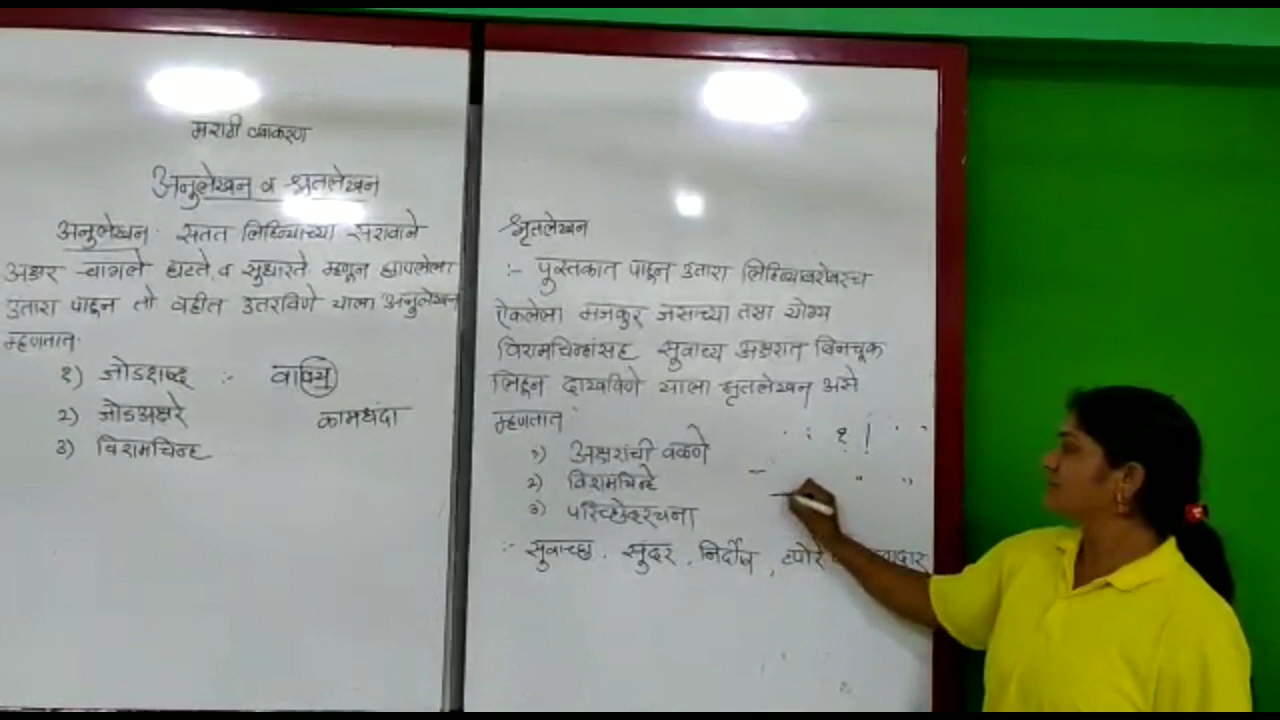 मराठी व्याकरण
अनुलेखन व श्रुतलेखन
अनुलेखन: सतत लिहिण्याच्या सरावाने
अक्षर चांगले होते व सुधारते म्हणून छापलेला
उतारा पाहून तो वहीत उतरविणे याला अनुलेखन
म्हणतात.
१) जोडशब्द :- वाचियु
२) जोडअक्षरे कामधंदा
३) विरामचिन्ह
श्रुतलेखन
:- पुस्तकात पाहून उतारा लिहिण्याबरोबरच
ऐकलेला मजकुर जसाच्या तसा योग्य
विरामचिन्हांसह सुवाच्य अक्षरात बिनचूक
लिहून दाखविणे याला श्रुतलेखन असे
म्हणतात.
१) अक्षरांची वळणे
२) विरामचिन्हे
३) परिच्छेदरचना
:- सुवाच्छ, सुंदर, निर्दोष, टपोरे